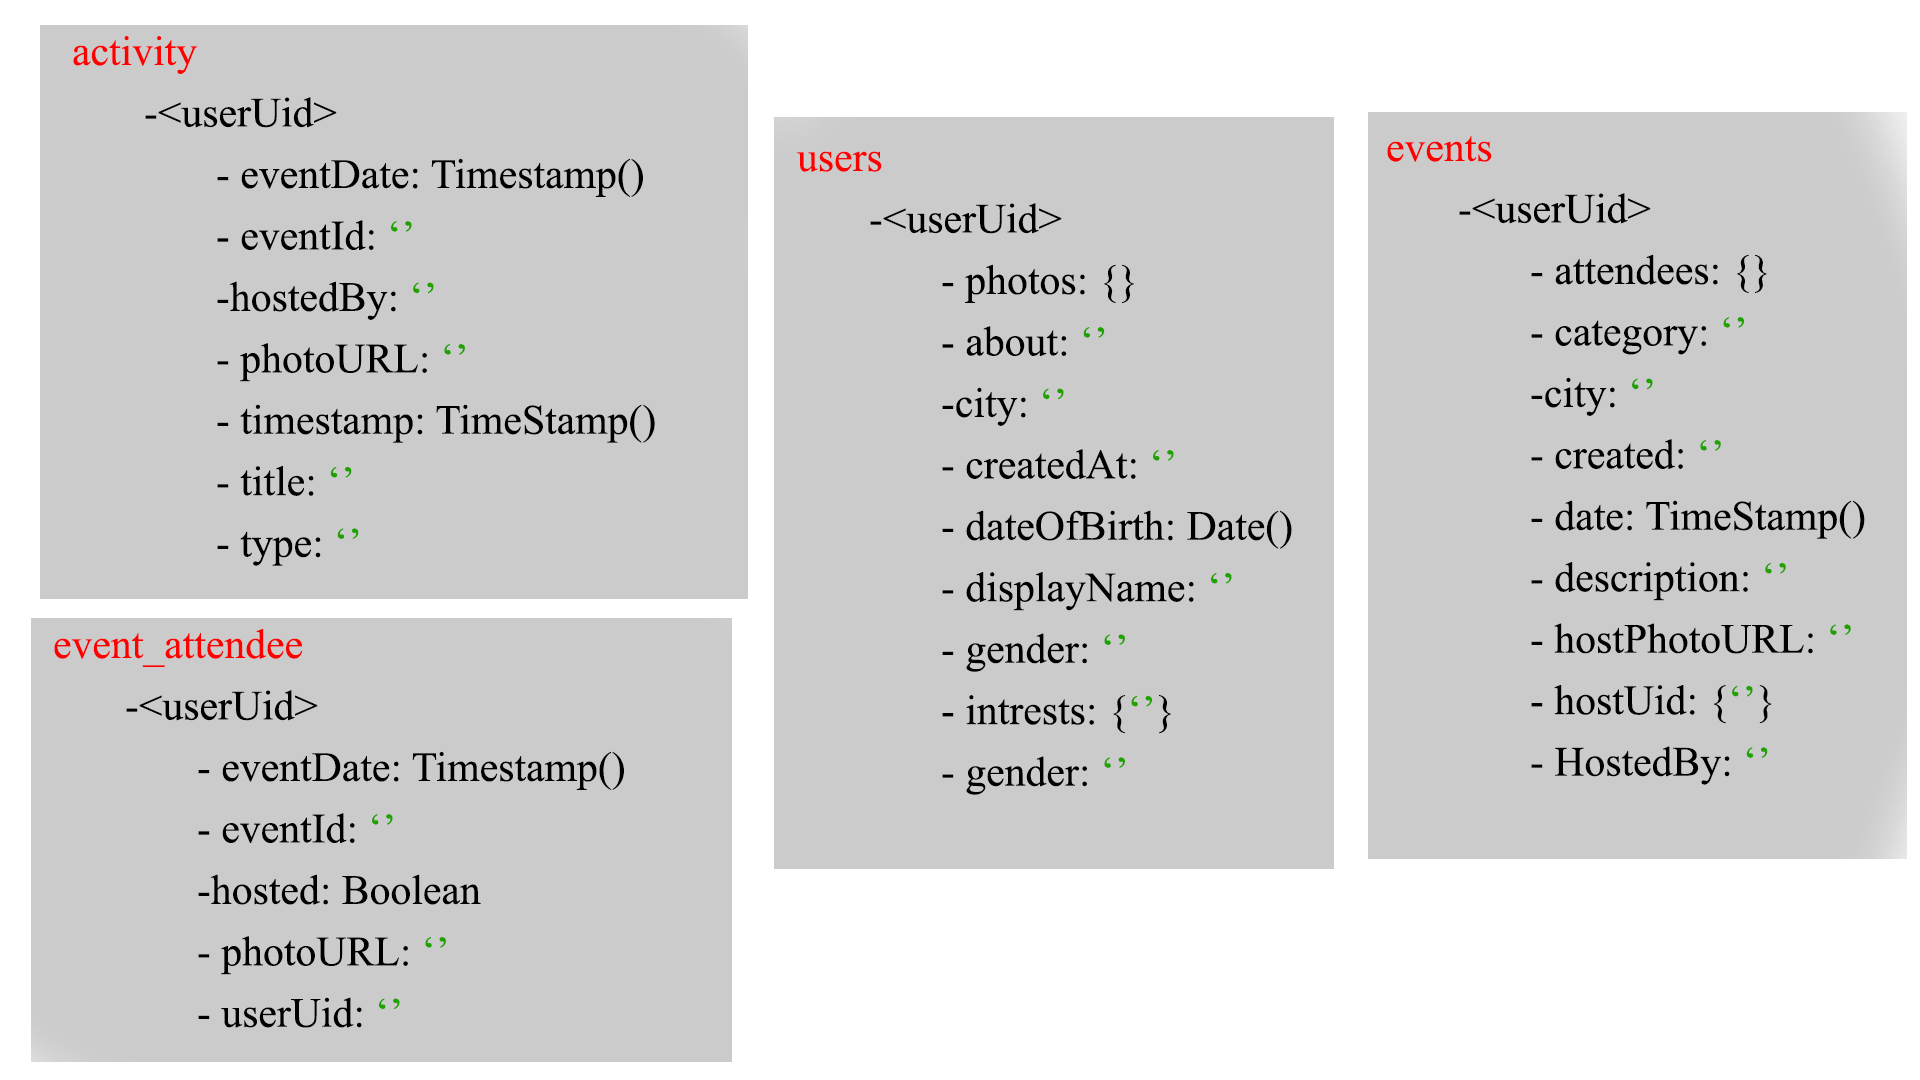 activity
-<userUid>
- eventDate: Timestamp()
- eventId: ‘’
-hostedBy: ‘’
- photoURL: ‘’
- timestamp: TimeStamp()
- title: ‘’
- type: ‘’
event_attendee
-<userUid>
- eventDate: Timestamp()
- eventId: ‘’
-hosted: Boolean
- photoURL: ‘’
- userUid: ‘’
users
-<userUid>
- photos: {}
- about: ‘’
-city: ‘’
- createdAt: ‘’
- dateOfBirth: Date()
- displayName: ‘’
- gender: ‘’
- intrests: {‘’}
- gender: ‘’
events
-<userUid>
- attendees: {}
- category: ‘’
-city: ‘’
- created: ‘’
- date: TimeStamp()
- description: ‘’
- hostPhotoURL: ‘’
- hostUid: {‘’}
- HostedBy: ‘’